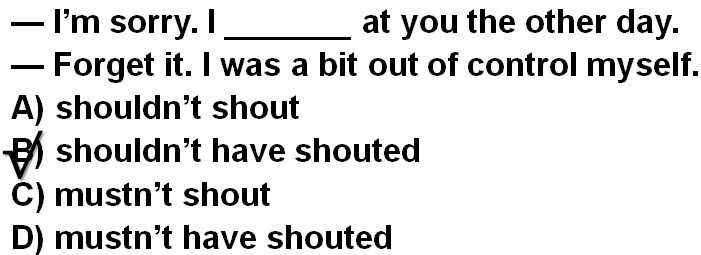 — I’m sorry. I _______ at you the other day.
— Forget it. I was a bit out of control myself.
A) shouldn’t shout
B) shouldn’t have shouted
C) mustn’t shout
D) mustn’t have shouted